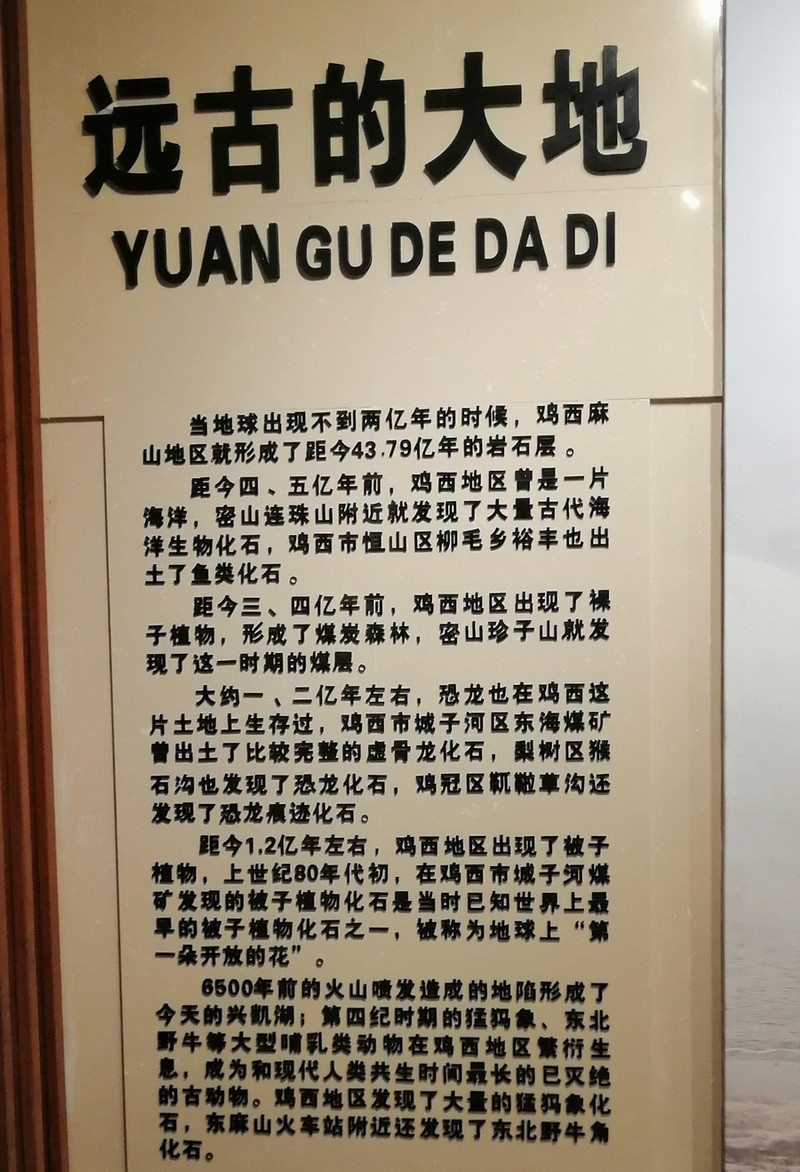 远古的大地
YUAN GU DE DA DI
当地球出现不到两亿年的时候，鸡西麻
山地区就形成了距今43.79亿年的岩石层。
距今四、五亿年前，鸡西地区曾是一片
海洋，密山连珠山附近就发现了大量古代海
洋生物化石，鸡西市恒山区柳毛乡裕丰也出
土了鱼类化石。
距今三、四亿年前，鸡西地区出现了裸
子植物，形成了煤炭森林，密山珍子山就发
现了这一时期的煤层。
大约一、二亿年左右，恐龙也在鸡西这
片土地上生存过，鸡西市城子河区东海煤矿
曾出土了比较完整的虚骨龙化石，梨树区猴
石沟也发现了恐龙化石，鸡冠区靰鞡草沟还
发现了恐龙痕迹化石。
距今1.2亿年左右，鸡西地区出现了被子
植物，上世纪80年代初，在鸡西市城子河煤
矿发现的被子植物化石是当时已知世界上最
早的被子植物化石之一，被称为地球上“第
一朵开放的花”。
6500年前的火山喷发造成的地陷形成了
今天的兴凯湖；第四纪时期的猛犸象、东北
野牛等大型哺乳类动物在鸡西地区繁衍生
息，成为和现代人类共生时间最长的已灭绝
的古动物。鸡西地区发现了大量的猛犸象化
石，东麻山火车站附近还发现了东北野牛角
化石。